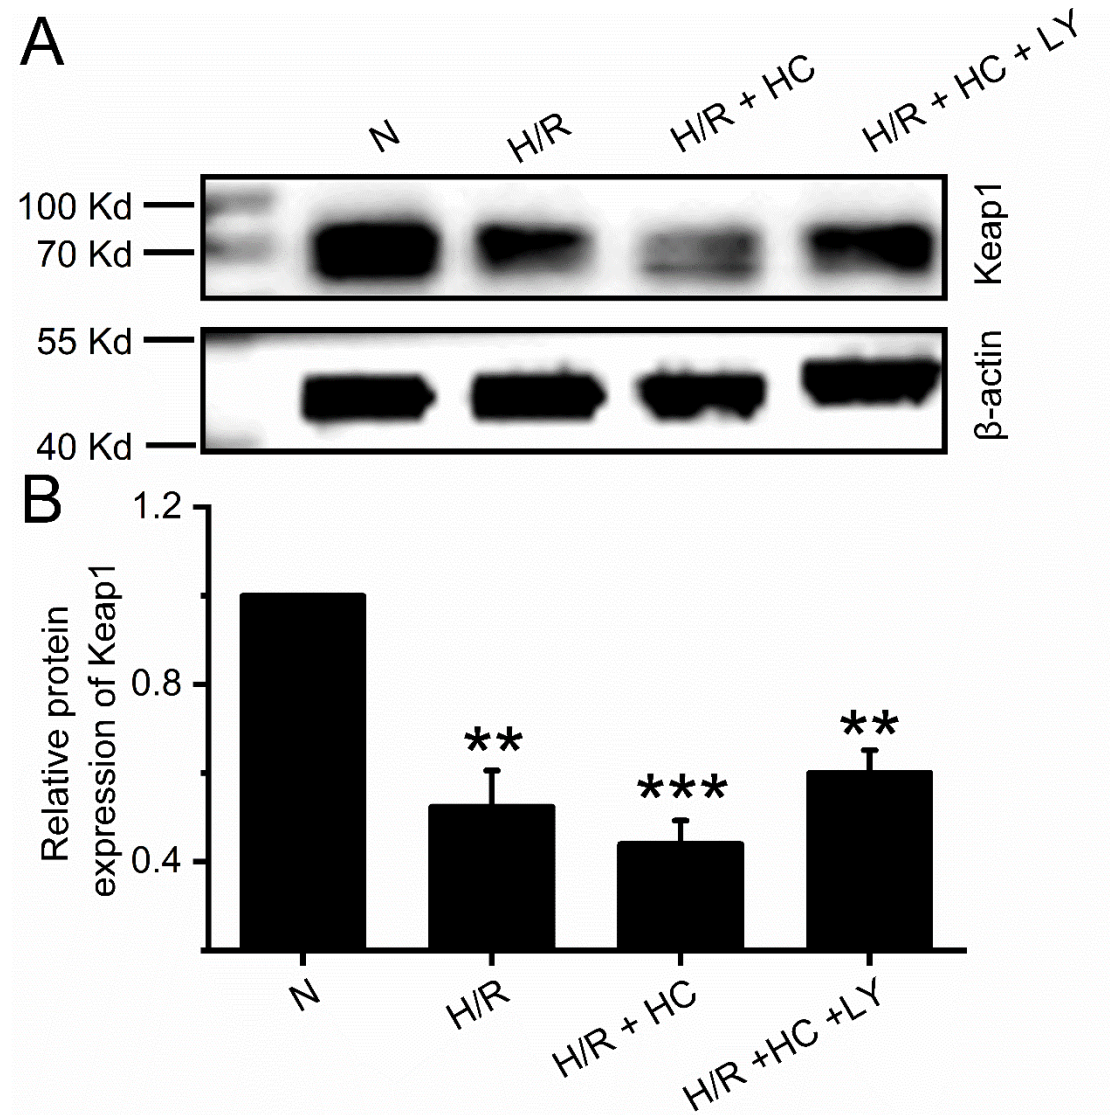 A
N
H/R
H/R + HC
H/R + HC + LY
100 Kd
70 Kd
Keap1
55 Kd
40 Kd
β-actin
B
Relative protein
expression of Keap1
1.2
0.8
0.4
**
***
**
N
H/R
H/R + HC
H/R +HC +LY